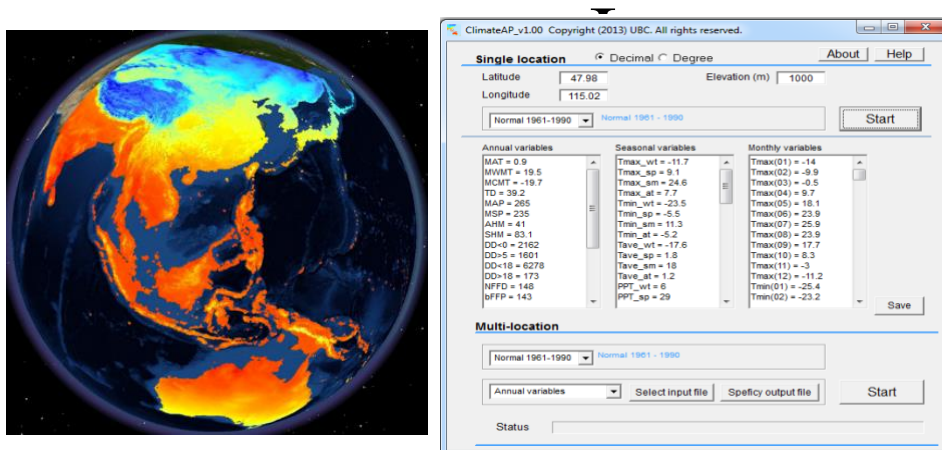 ClimateAP_v1.00 Copyright (2013) UBC. All rights reserved.
Single location Decimal Degree About Help
Latitude 47.98 Elevation (m) 1000
Longitude 115.02
Normal 1961-1990 Normal 1961 - 1990 Start
Annual variables Seasonal variables Monthly variables
MAT = 0.9 Tmax_wt = -11.7 Tmax(01) = -14
MWMT = 19.5 Tmax_sp = 9.1 Tmax(02) = -9.9
MCMT = -19.7 Tmax_sm = 24.6 Tmax(03) = -0.5
TD = 39.2 Tmax_at = 7.7 Tmax(04) = 9.7
MAP = 265 Tmin_wt = -23.5 Tmax(05) = 18.1
MSP = 235 Tmin_sp = -5.5 Tmax(06) = 23.9
AHM = 41 Tmin_sm = 11.3 Tmax(07) = 25.9
SHM = 83.1 Tmin_at = -5.2 Tmax(08) = 23.9
DD<0 = 2162 Tave_wt = -17.6 Tmax(09) = 17.7
DD>5 = 1601 Tave_sp = 1.8 Tmax(10) = 8.3
DD<18 = 6278 Tave_sm = 18 Tmax(11) = -3
DD>18 = 173 Tave_at = 1.2 Tmax(12) = -11.2
NFFD = 148 PPT_wt = 6 Tmin(01) = -25.4
bFFP = 143 PPT_sp = 29 Tmin(02) = -23.2
Save
Multi-location
Normal 1961-1990 Normal 1961 - 1990
Annual variables Select input file Speficy output file Start
Status